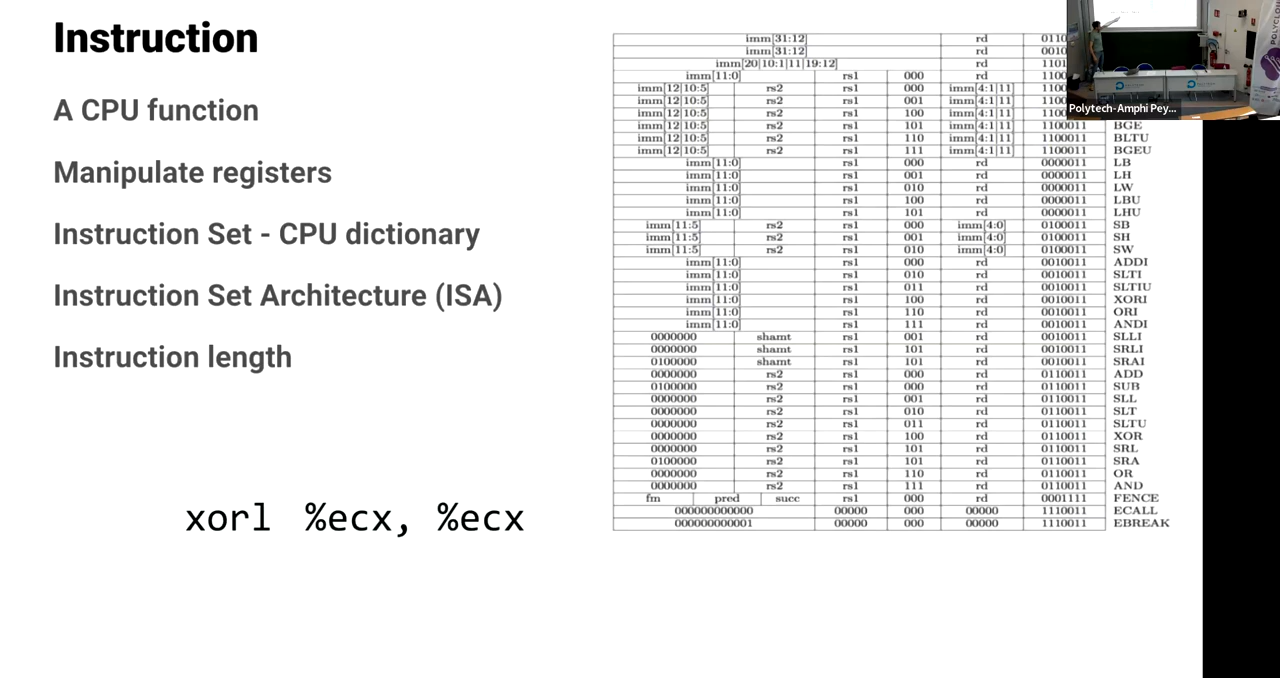 Instruction
A CPU function
Manipulate registers
Instruction Set - CPU dictionary
Instruction Set Architecture (ISA)
Instruction length
xorl %ecx, %ecx
imm[31:12] rd 0110
imm[31:12] rd 0010
imm[20|10:1|11|19:12] rd 1101
imm[11:0] rs1 000 rd 1100
imm[12|10:5] rs2 rs1 000 imm[4:1|11] 1100
imm[12|10:5] rs2 rs1 001 imm[4:1|11] 1100
imm[12|10:5] rs2 rs1 100 imm[4:1|11] 1100
imm[12|10:5] rs2 rs1 101 imm[4:1|11] 1100011 BGE
imm[12|10:5] rs2 rs1 110 imm[4:1|11] 1100011 BLTU
imm[12|10:5] rs2 rs1 111 imm[4:1|11] 1100011 BGEU
imm[11:0] rs1 000 rd 0000011 LB
imm[11:0] rs1 001 rd 0000011 LH
imm[11:0] rs1 010 rd 0000011 LW
imm[11:0] rs1 100 rd 0000011 LBU
imm[11:0] rs1 101 rd 0000011 LHU
imm[11:5] rs2 rs1 000 imm[4:0] 0100011 SB
imm[11:5] rs2 rs1 001 imm[4:0] 0100011 SH
imm[11:5] rs2 rs1 010 imm[4:0] 0100011 SW
imm[11:0] rs1 000 rd 0010011 ADDI
imm[11:0] rs1 010 rd 0010011 SLTI
imm[11:0] rs1 011 rd 0010011 SLTIU
imm[11:0] rs1 100 rd 0010011 XORI
imm[11:0] rs1 110 rd 0010011 ORI
imm[11:0] rs1 111 rd 0010011 ANDI
0000000 shamt rs1 001 rd 0010011 SLLI
0000000 shamt rs1 101 rd 0010011 SRLI
0100000 shamt rs1 101 rd 0010011 SRAI
0000000 rs2 rs1 000 rd 0110011 ADD
0100000 rs2 rs1 000 rd 0110011 SUB
0000000 rs2 rs1 001 rd 0110011 SLL
0000000 rs2 rs1 010 rd 0110011 SLT
0000000 rs2 rs1 011 rd 0110011 SLTU
0000000 rs2 rs1 100 rd 0110011 XOR
0000000 rs2 rs1 101 rd 0110011 SRL
0100000 rs2 rs1 101 rd 0110011 SRA
0000000 rs2 rs1 110 rd 0110011 OR
0000000 rs2 rs1 111 rd 0110011 AND
fm pred succ rs1 000 rd 0001111 FENCE
000000000000 00000 000 00000 1110011 ECALL
000000000001 00000 000 00000 1110011 EBREAK
Polytech-Amphi Pey...